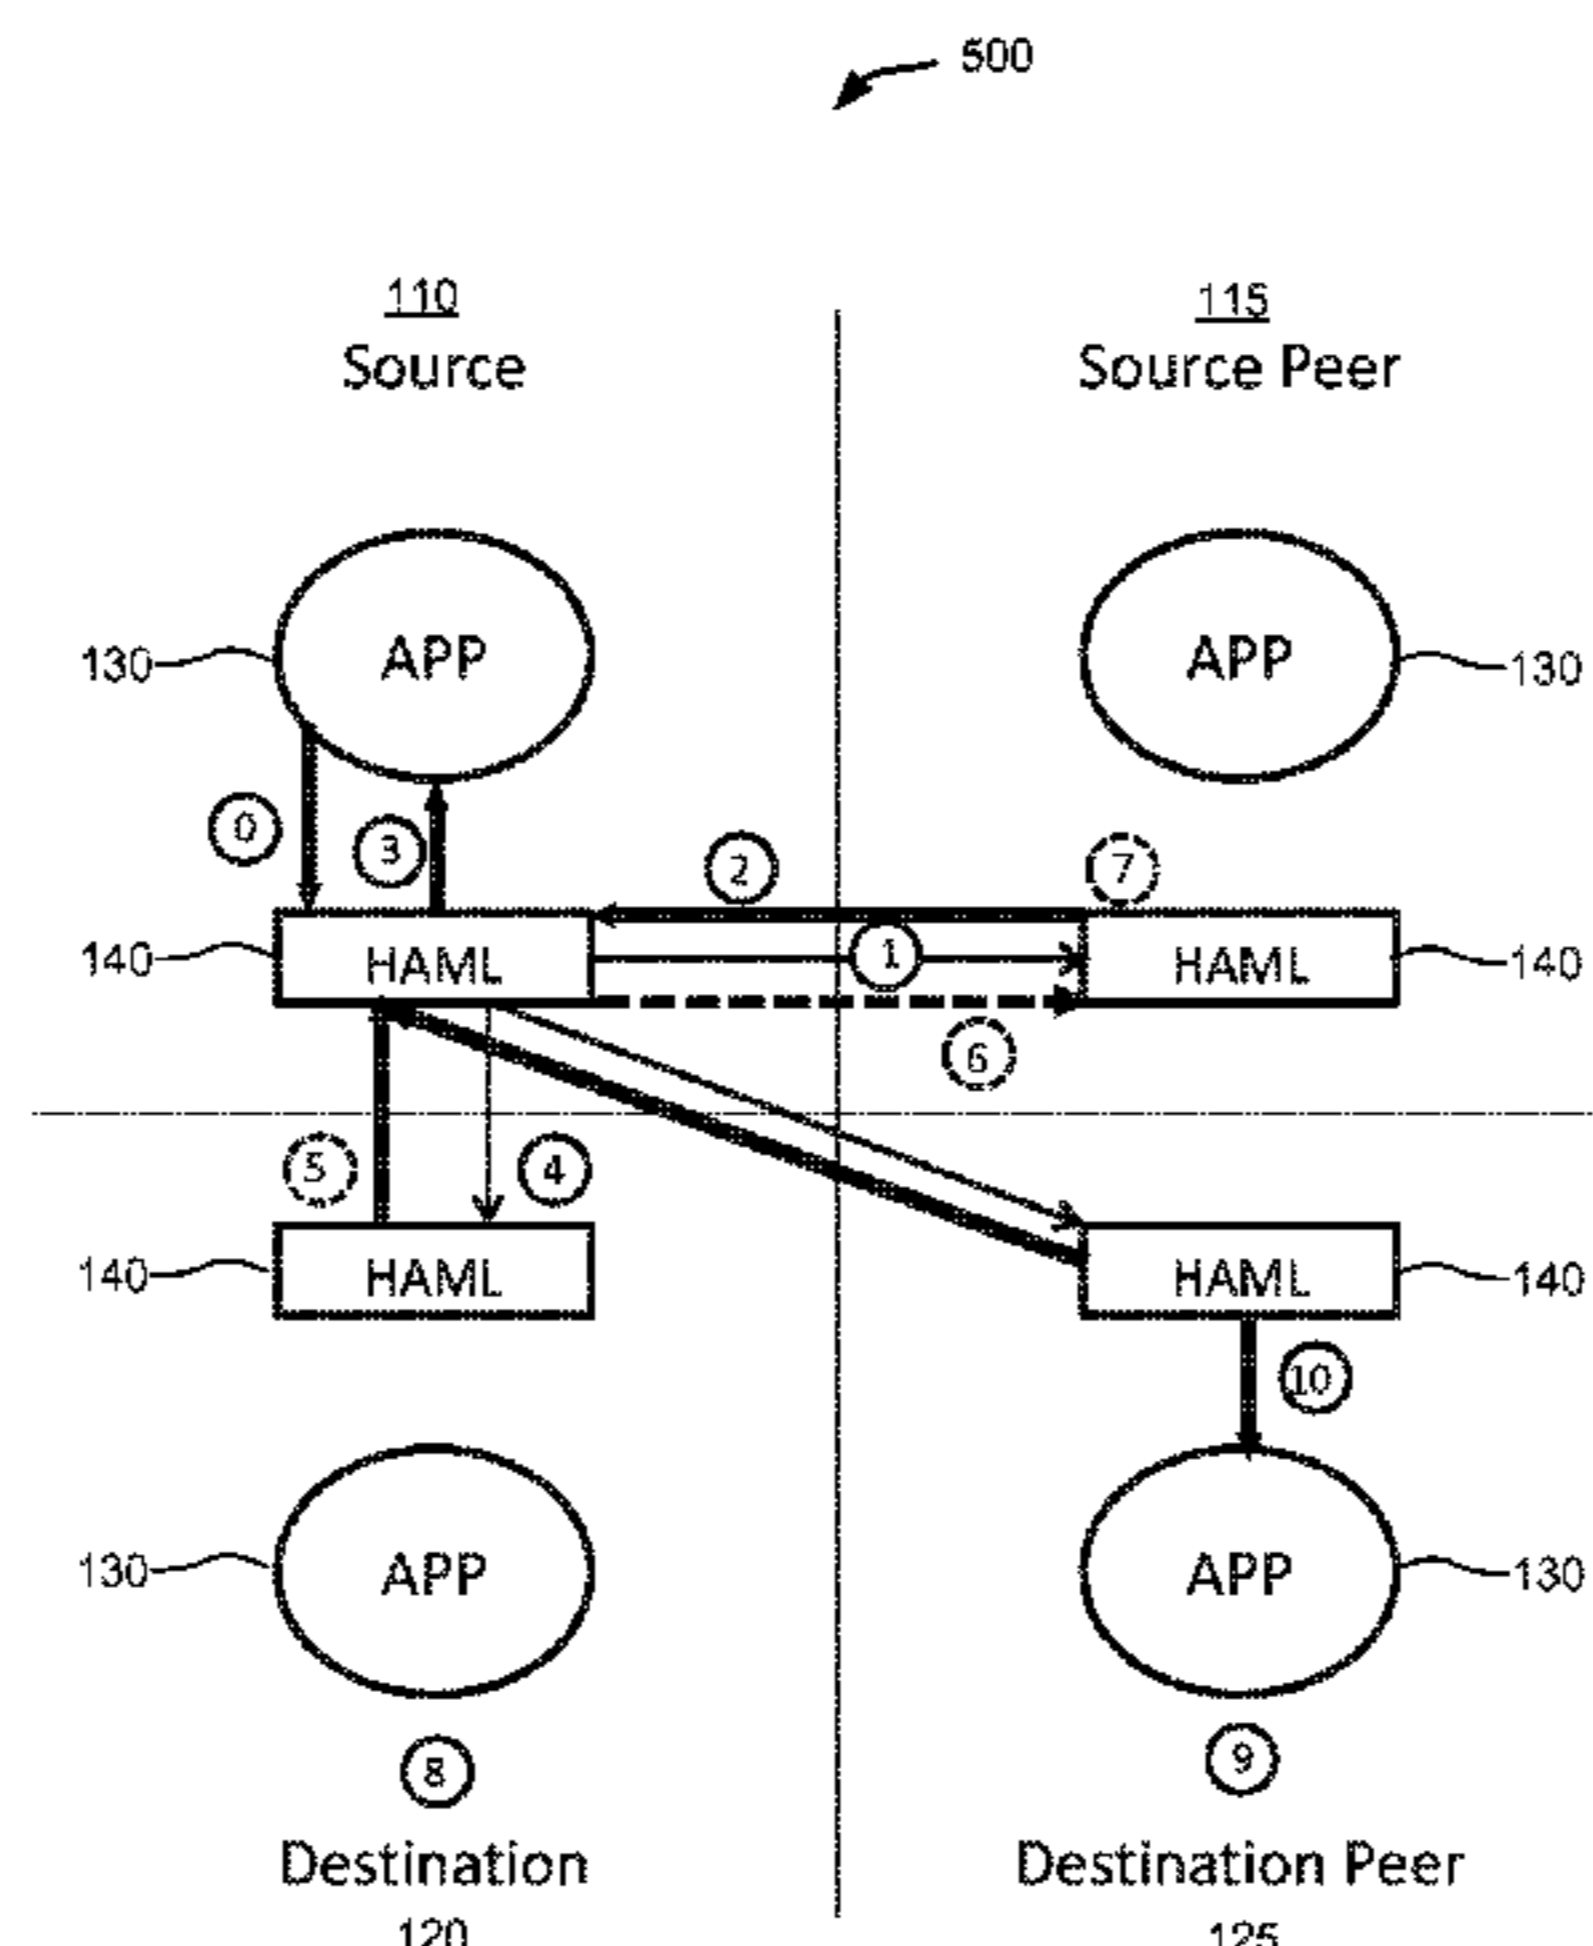 500
110 115
Source Source Peer
130 APP APP 130
0 3 2 7
140 HAML 1 HAML 140
6
5 4
140 HAML HAML 140
10
130 APP APP 130
8 9
Destination Destination Peer
120 125